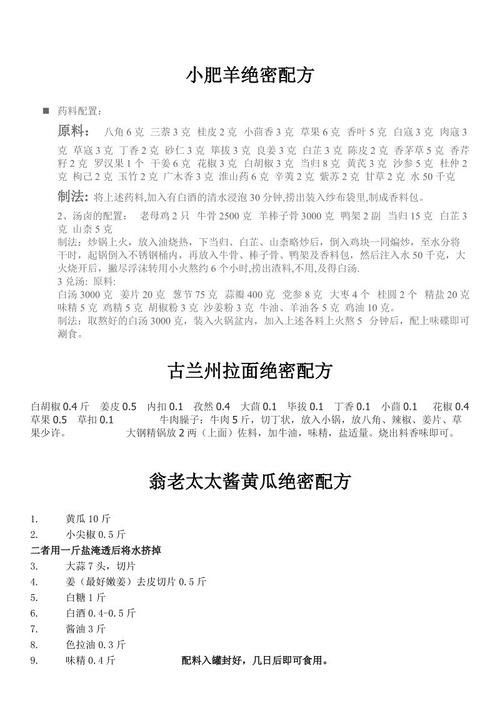 小肥羊绝密配方
■ 药料配置：
原料： 八角 6 克 三萘 3 克 桂皮 2 克 小茴香 3 克 草果 6 克 香叶 5 克 白寇 3 克 肉寇 3
克 草寇 3 克 丁香 2 克 砂仁 3 克 筚拔 3 克 良姜 3 克 白芷 3 克 陈皮 2 克 香茅草 5 克 香芹
籽 2 克 罗汉果 1 个 干姜 6 克 花椒 3 克 白胡椒 3 克 当归 8 克 黄芪 3 克 沙参 5 克 杜仲 2
克 枸己 2 克 玉竹 2 克 广木香 3 克 淮山药 6 克 辛荑 2 克 紫苏 2 克 甘草 2 克 水 50 千克
制法: 将上述药料,加入有白酒的清水浸泡 30 分钟,捞出装入纱布袋里,制成香料包。
2、汤卤的配置： 老母鸡 2 只 牛骨 2500 克 羊棒子骨 3000 克 鸭架 2 副 当归 15 克 白芷 3
克 山柰 5 克
制法：炒锅上火，放入油烧热，下当归、白芷、山柰略炒后，倒入鸡块一同煸炒，至水分将
干时，起锅倒入不锈钢桶内，再放入牛骨、棒子骨、鸭架及香料包，然后注入水 50 千克，大
火烧开后，撇尽浮沫转用小火熬约 6 个小时,捞出渣料,不用,及得白汤.
3 兑汤: 原料:
白汤 3000 克 姜片 20 克 葱节 75 克 蒜瓣 400 克 党参 8 克 大枣 4 个 桂圆 2 个 精盐 20 克
味精 5 克 鸡精 5 克 胡椒粉 3 克 沙姜粉 3 克 牛油、羊油各 5 克 鸡油 10 克。
制法：取熬好的白汤 3000 克，装入火锅盆内，加入上述各料上火熬 5 分钟后，配上味碟即可
涮食。
古兰州拉面绝密配方
白胡椒 0.4 斤 姜皮 0.5 内扣 0.1 孜然 0.4 大茴 0.1 毕拔 0.1 丁香 0.1 小茴 0.1 花椒 0.4
草果 0.5 草扣 0.1 牛肉臊子：牛肉 5 斤，切丁状，放入小锅，放八角、辣椒、姜片、草
果少许。 大钢精锅放 2 两（上面）佐料，加牛油，味精，盐适量。烧出料香味即可。
翁老太太酱黄瓜绝密配方
1. 黄瓜 10 斤
2. 小尖椒 0.5 斤
二者用一斤盐淹透后将水挤掉
3. 大蒜 7 头，切片
4. 姜（最好嫩姜）去皮切片 0.5 斤
5. 白糖 1 斤
6. 白酒 0.4-0.5 斤
7. 酱油 3 斤
8. 色拉油 0.3 斤
9. 味精 0.4 斤 配料入罐封好，几日后即可食用。